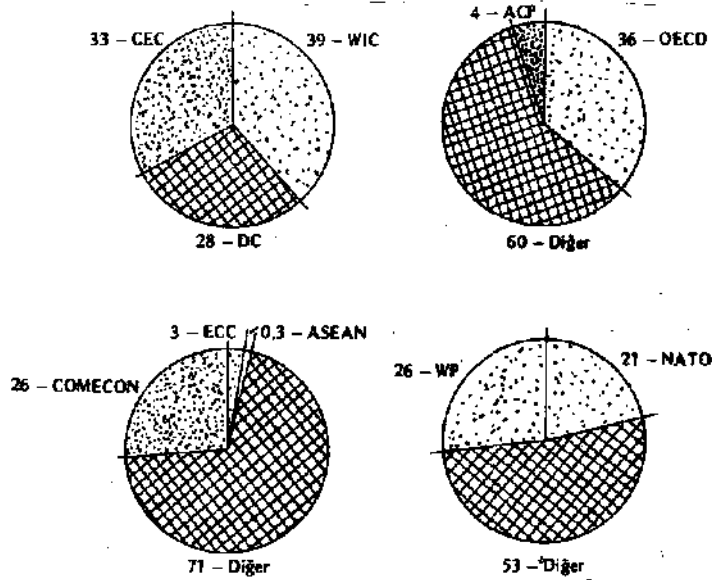 33 – CEC
39 – WIC
28 – DC
4 – ACP
36 – OECD
60 – Diğer
3 – EEC
0,3 – ASEAN
26 – COMECON
71 – Diğer
26 – WP
21 – NATO
53 – Diğer